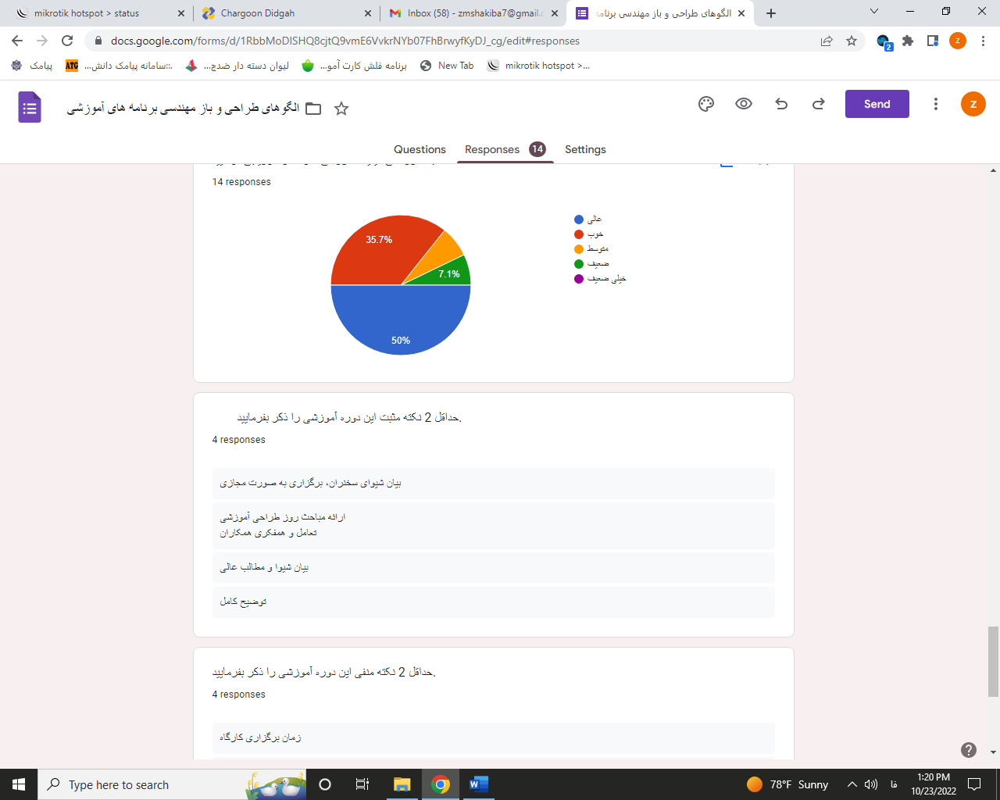 mikrotik hotspot > status
Chargoon Didgah
Inbox (58) - zmshakiba7@gmail.c
الگوهای طراحی و باز مهندسی برنامه
docs.google.com/forms/d/1RbbMoDISHQ8cjtQ9vmE6VvkrNYb07FhBrwyfKyDJ_cg/edit#responses
2
z
پیامک
ATG
سامانه پیامک دانش...
لیوان دسته دار ضدچ...
برنامه فلش کارت آمو...
New Tab
mikrotik hotspot >...
الگوهای طراحی و باز مهندسی برنامه های آموزشی
Send
z
Questions
Responses 14
Settings
14 responses
35.7%
7.1%
50%
عالی
خوب
متوسط
ضعیف
خیلی ضعیف
حداقل 2 نکته مثبت این دوره آموزشی را ذکر بفرمایید.
4 responses
بیان شیوای سخنران، برگزاری به صورت مجازی
ارائه مباحث روز طراحی آموزشی
تعامل و همفکری همکاران
بیان شیوا و مطالب عالی
توضیح کامل
حداقل 2 نکته منفی این دوره آموزشی را ذکر بفرمایید.
4 responses
زمان برگزاری کارگاه
Type here to search
78°F Sunny
فا
1:20 PM
10/23/2022